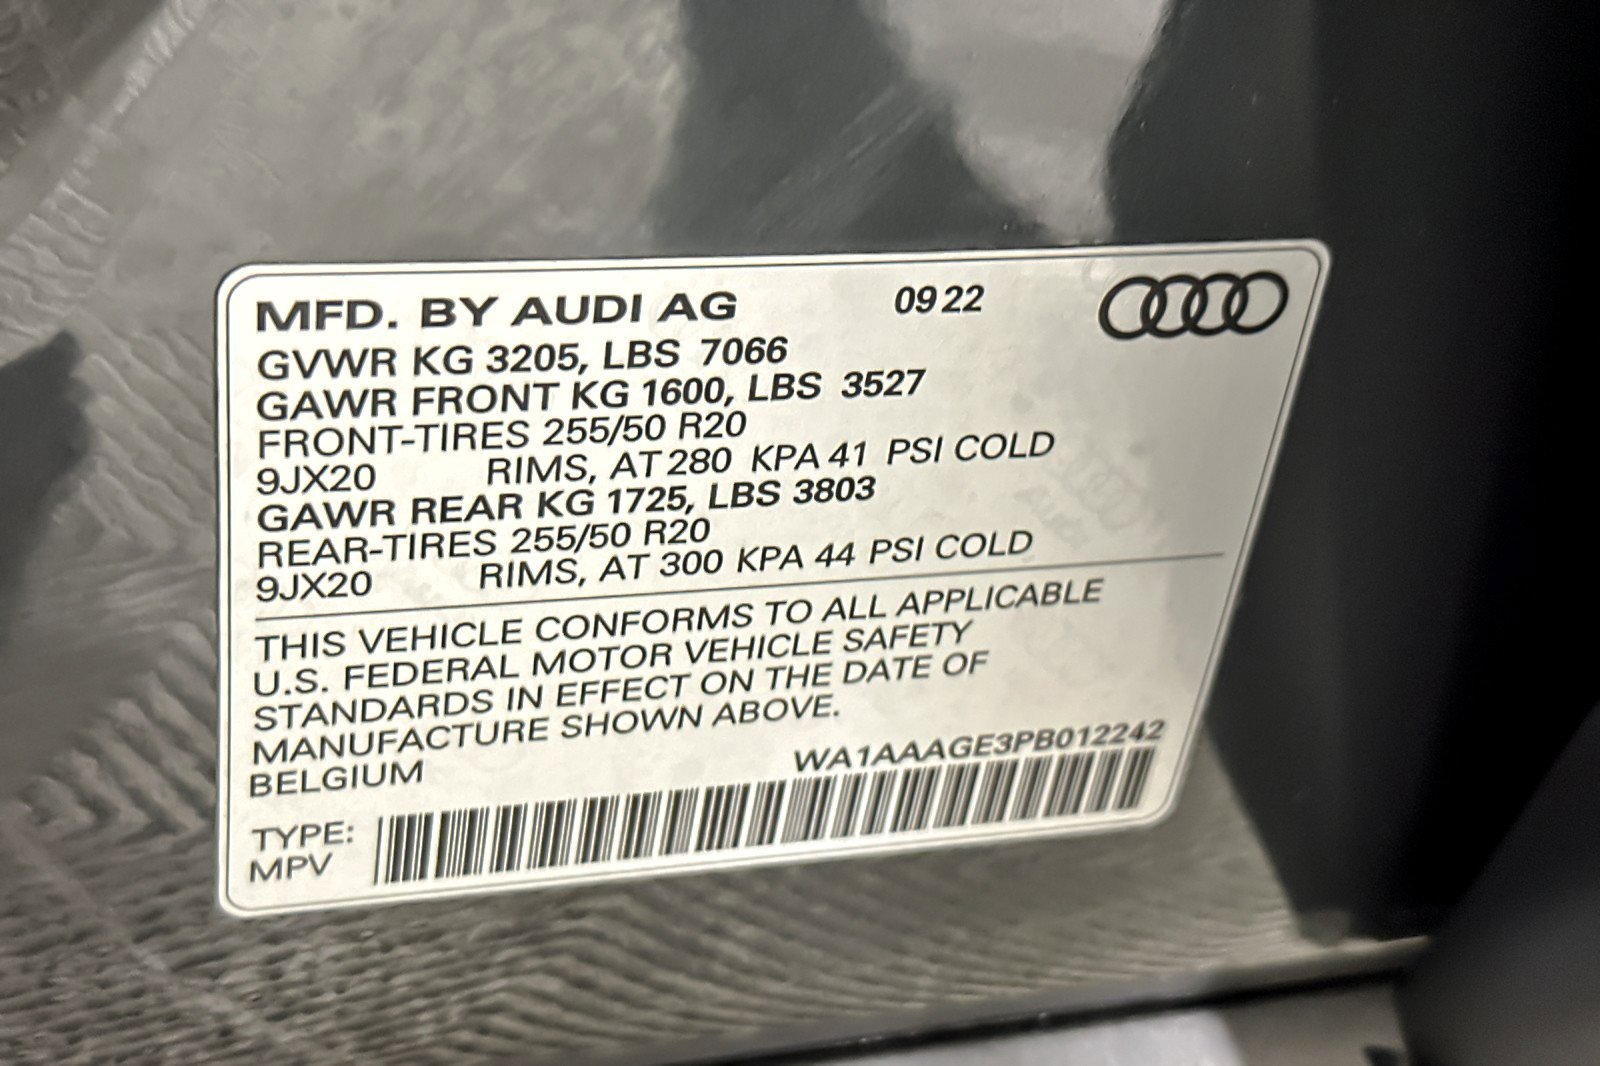 MFD. BY AUDI AG 09 22
GVWR KG 3205, LBS 7066
GAWR FRONT KG 1600, LBS 3527
FRONT-TIRES 255/50 R20
9JX20 RIMS, AT 280 KPA 41 PSI COLD
GAWR REAR KG 1725, LBS 3803
REAR-TIRES 255/50 R20
9JX20 RIMS, AT 300 KPA 44 PSI COLD
THIS VEHICLE CONFORMS TO ALL APPLICABLE
U.S. FEDERAL MOTOR VEHICLE SAFETY
STANDARDS IN EFFECT ON THE DATE OF
MANUFACTURE SHOWN ABOVE.
BELGIUM WA1AAAGE3PB012242
TYPE:
MPV